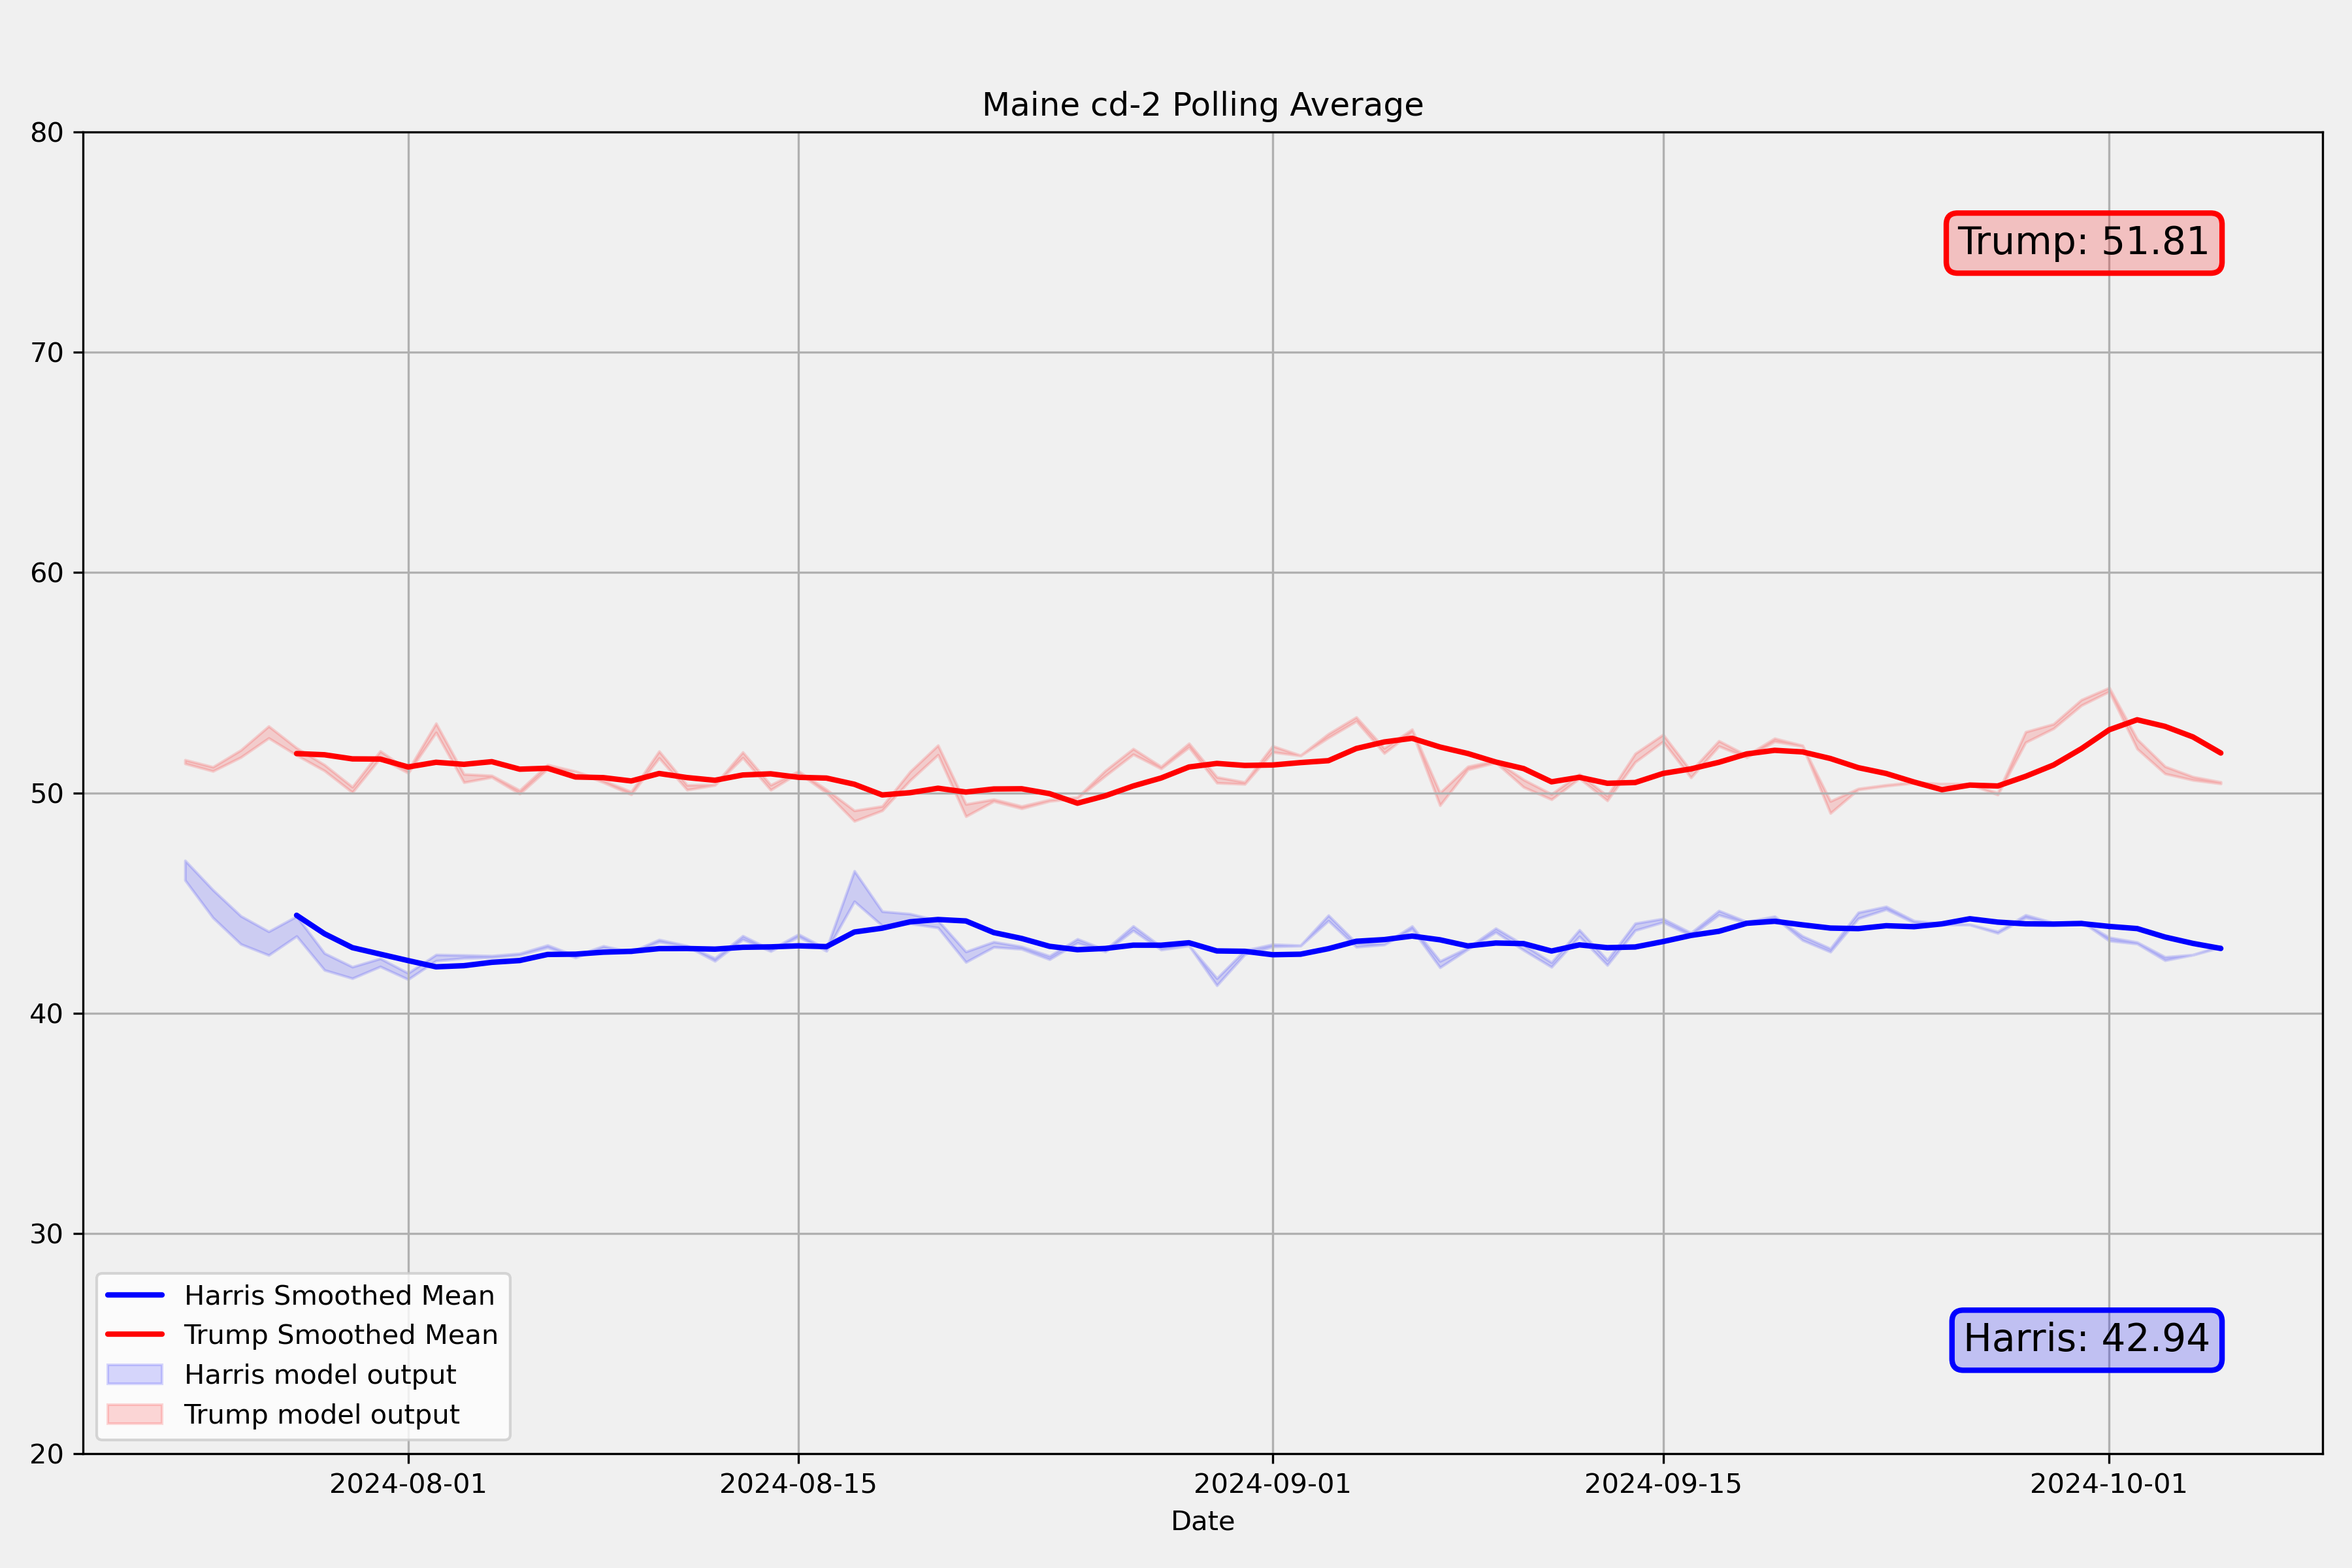 Maine cd-2 Polling Average
80
70
60
50
40
30
20
Trump: 51.81
Harris: 42.94
Harris Smoothed Mean
Trump Smoothed Mean
Harris model output
Trump model output
2024-08-01
2024-08-15
2024-09-01
2024-09-15
2024-10-01
Date